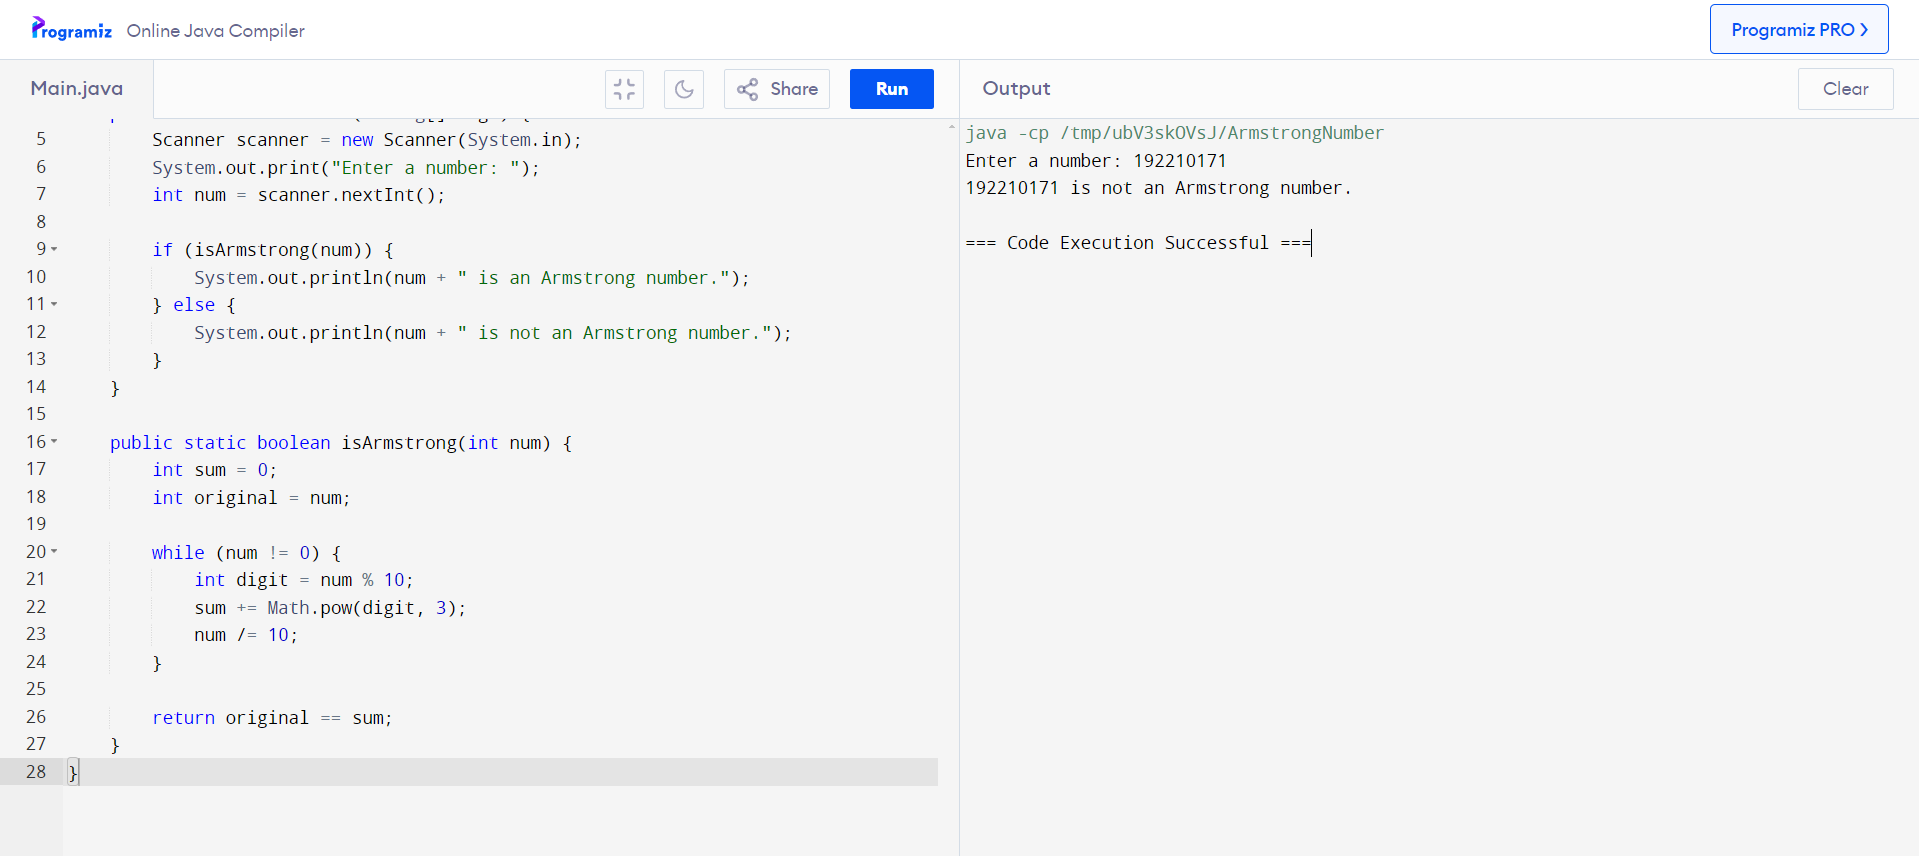 Programiz Online Java Compiler
Programiz PRO >
Main.java
Share
Run
Output
Clear
5 Scanner scanner = new Scanner(System.in);
6 System.out.print("Enter a number: ");
7 int num = scanner.nextInt();
8
9 if (isArmstrong(num)) {
10 System.out.println(num + " is an Armstrong number.");
11 } else {
12 System.out.println(num + " is not an Armstrong number.");
13 }
14 }
15
16 public static boolean isArmstrong(int num) {
17 int sum = 0;
18 int original = num;
19
20 while (num != 0) {
21 int digit = num % 10;
22 sum += Math.pow(digit, 3);
23 num /= 10;
24 }
25
26 return original == sum;
27 }
28 }
java -cp /tmp/ubV3skOVsJ/ArmstrongNumber
Enter a number: 192210171
192210171 is not an Armstrong number.
=== Code Execution Successful ===